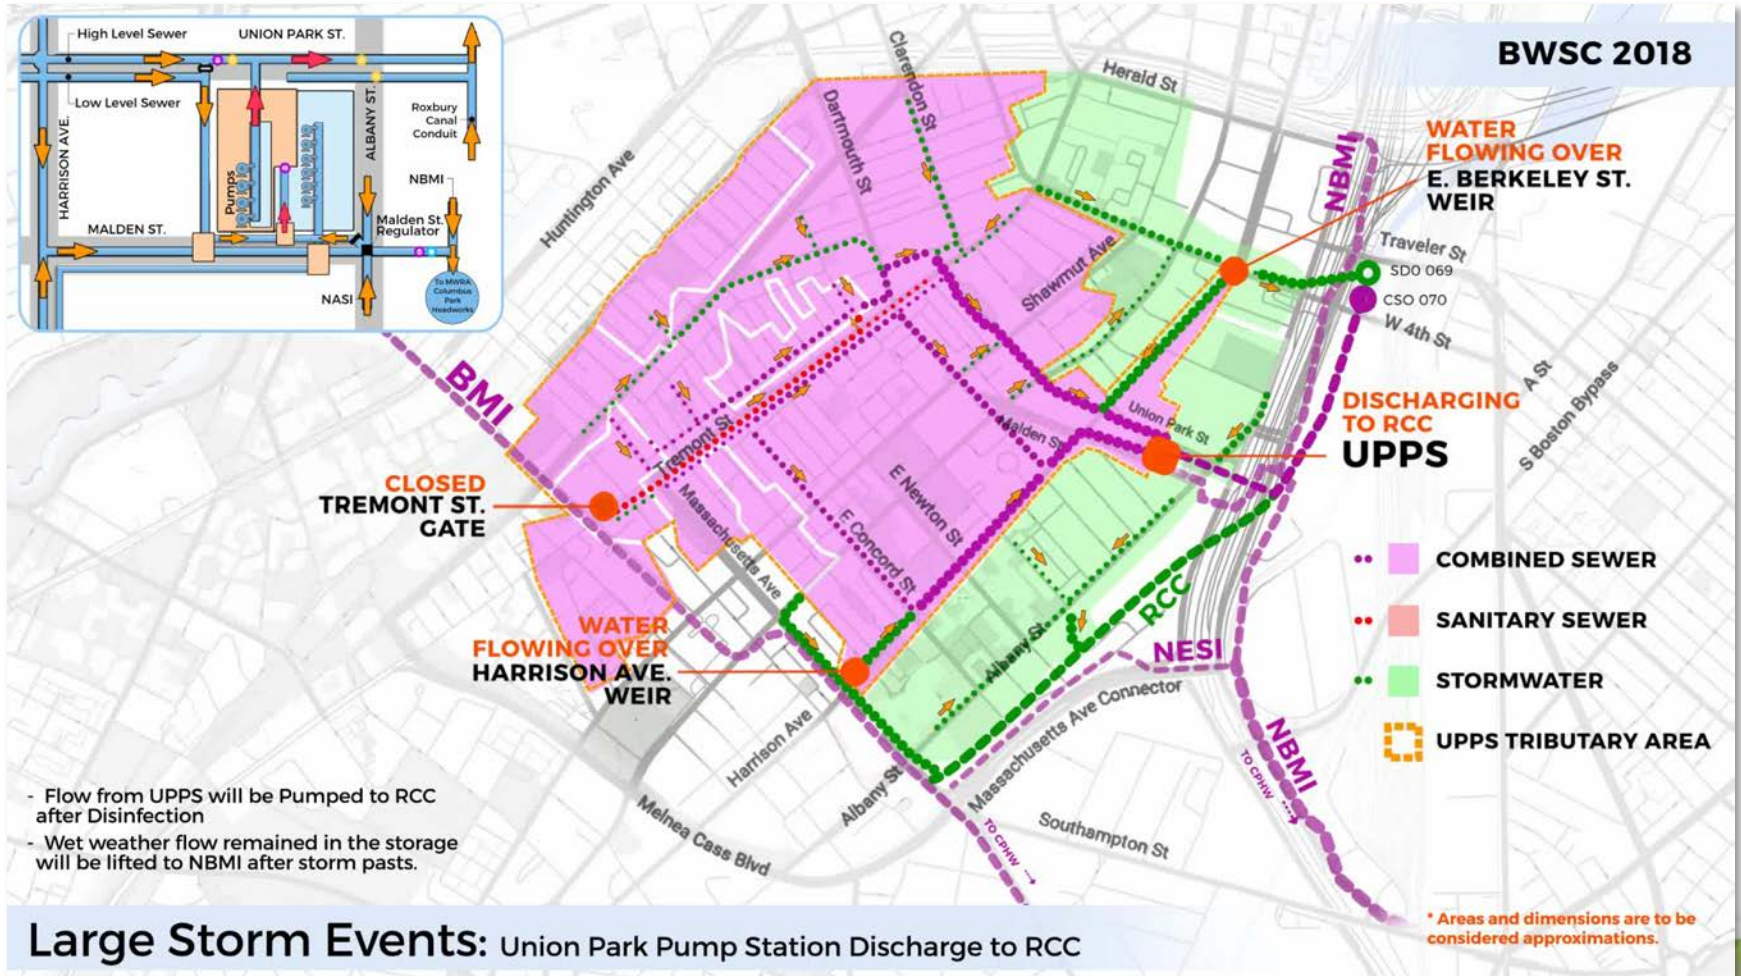 High Level Sewer
UNION PARK ST.
Low Level Sewer
HARRISON AVE.
ALBANY ST.
Roxbury
Canal
Conduit
Pumps
NBMI
MALDEN ST.
Malden St.
Regulator
NASI
To MWRA
Columbus
Park
Headworks
BWSC 2018
Herald St
Clarendon St
Dartmouth St
Huntington Ave
Shawmut Ave
NBMI
WATER
FLOWING OVER
E. BERKELEY ST.
WEIR
Traveler St
SDO 069
CSO 070
W 4th St
A St
S Boston Bypass
BMI
Tremont St
Malden St
Union Park St
DISCHARGING
TO RCC
UPPS
CLOSED
TREMONT ST.
GATE
Massachusetts Ave
E Newton St
E Concord St
WATER
FLOWING OVER
HARRISON AVE.
WEIR
Albany St
RCC
NESI
NBMI
TO CPHW
Massachusetts Ave Connector
Harrison Ave
Albany St
Melnea Cass Blvd
Southampton St
TO CPHW
COMBINED SEWER
SANITARY SEWER
STORMWATER
UPPS TRIBUTARY AREA
- Flow from UPPS will be Pumped to RCC
after Disinfection
- Wet weather flow remained in the storage
will be lifted to NBMI after storm pasts.
* Areas and dimensions are to be
considered approximations.
Large Storm Events: Union Park Pump Station Discharge to RCC